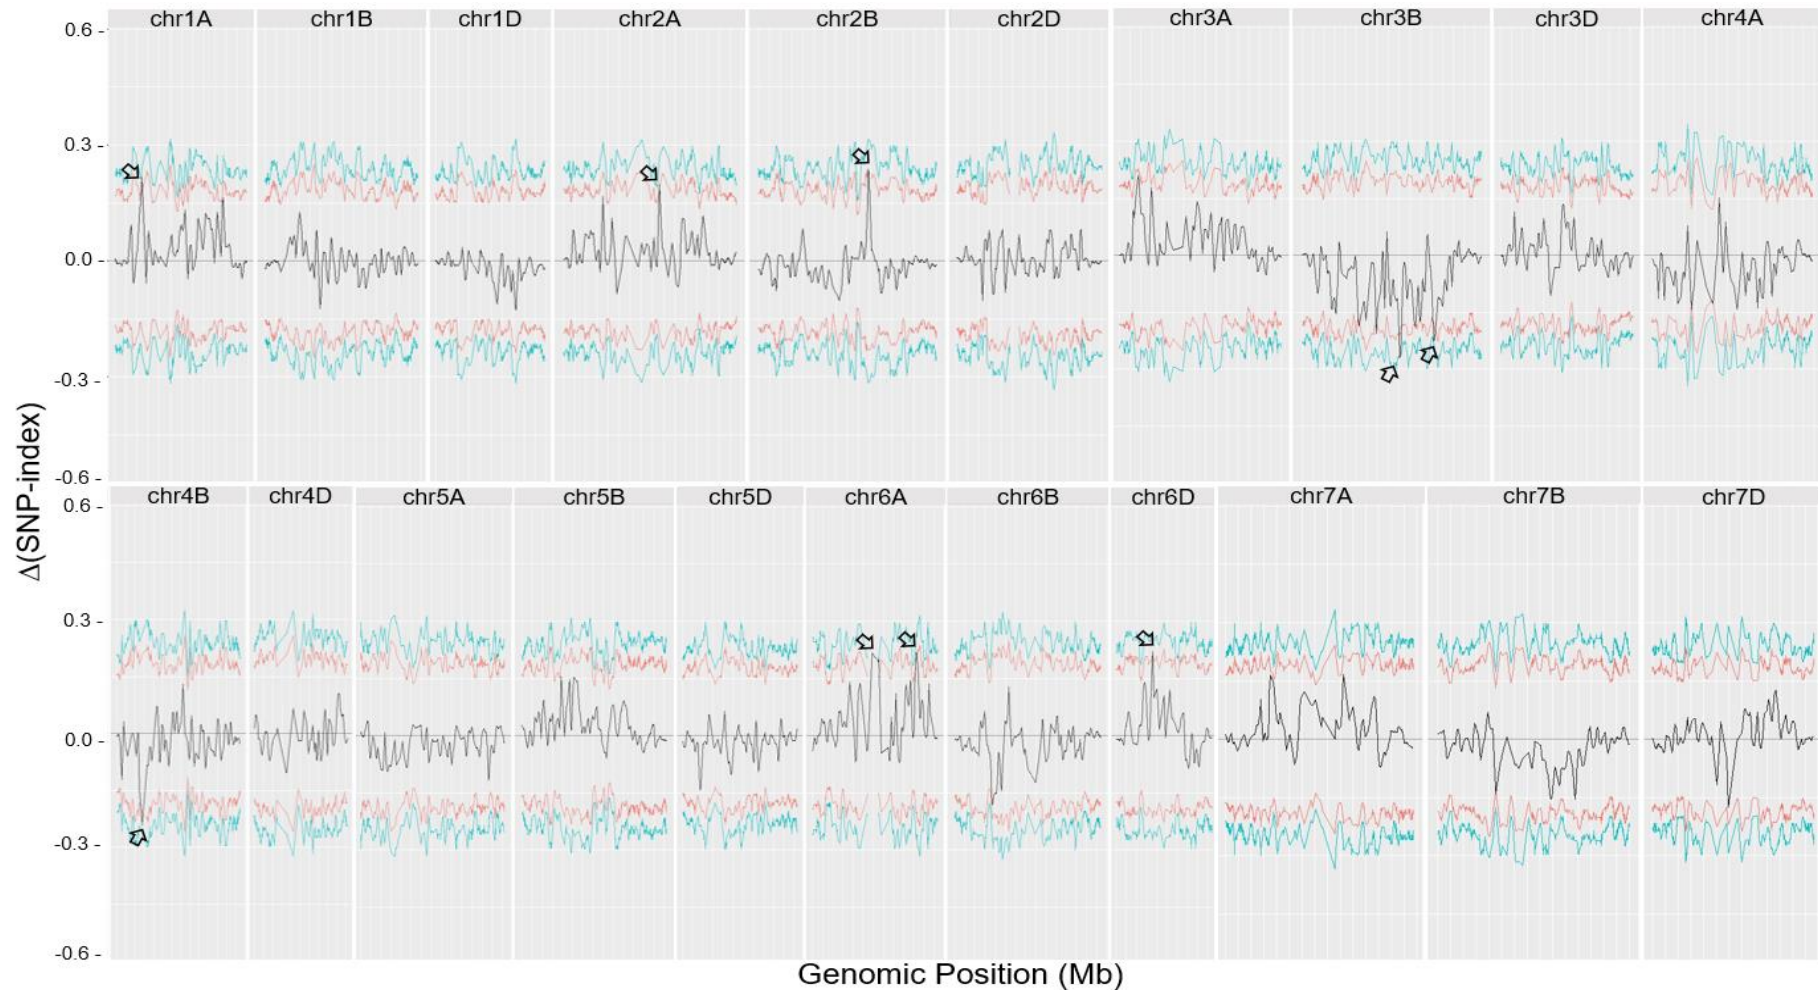 chr1A chr1B chr1D chr2A chr2B chr2D chr3A chr3B chr3D chr4A
0.6 -
0.3 -
0.0 -
-0.3 -
-0.6 -
Δ(SNP-index)
chr4B chr4D chr5A chr5B chr5D chr6A chr6B chr6D chr7A chr7B chr7D
0.6 -
0.3 -
0.0 -
-0.3 -
-0.6 -
Genomic Position (Mb)